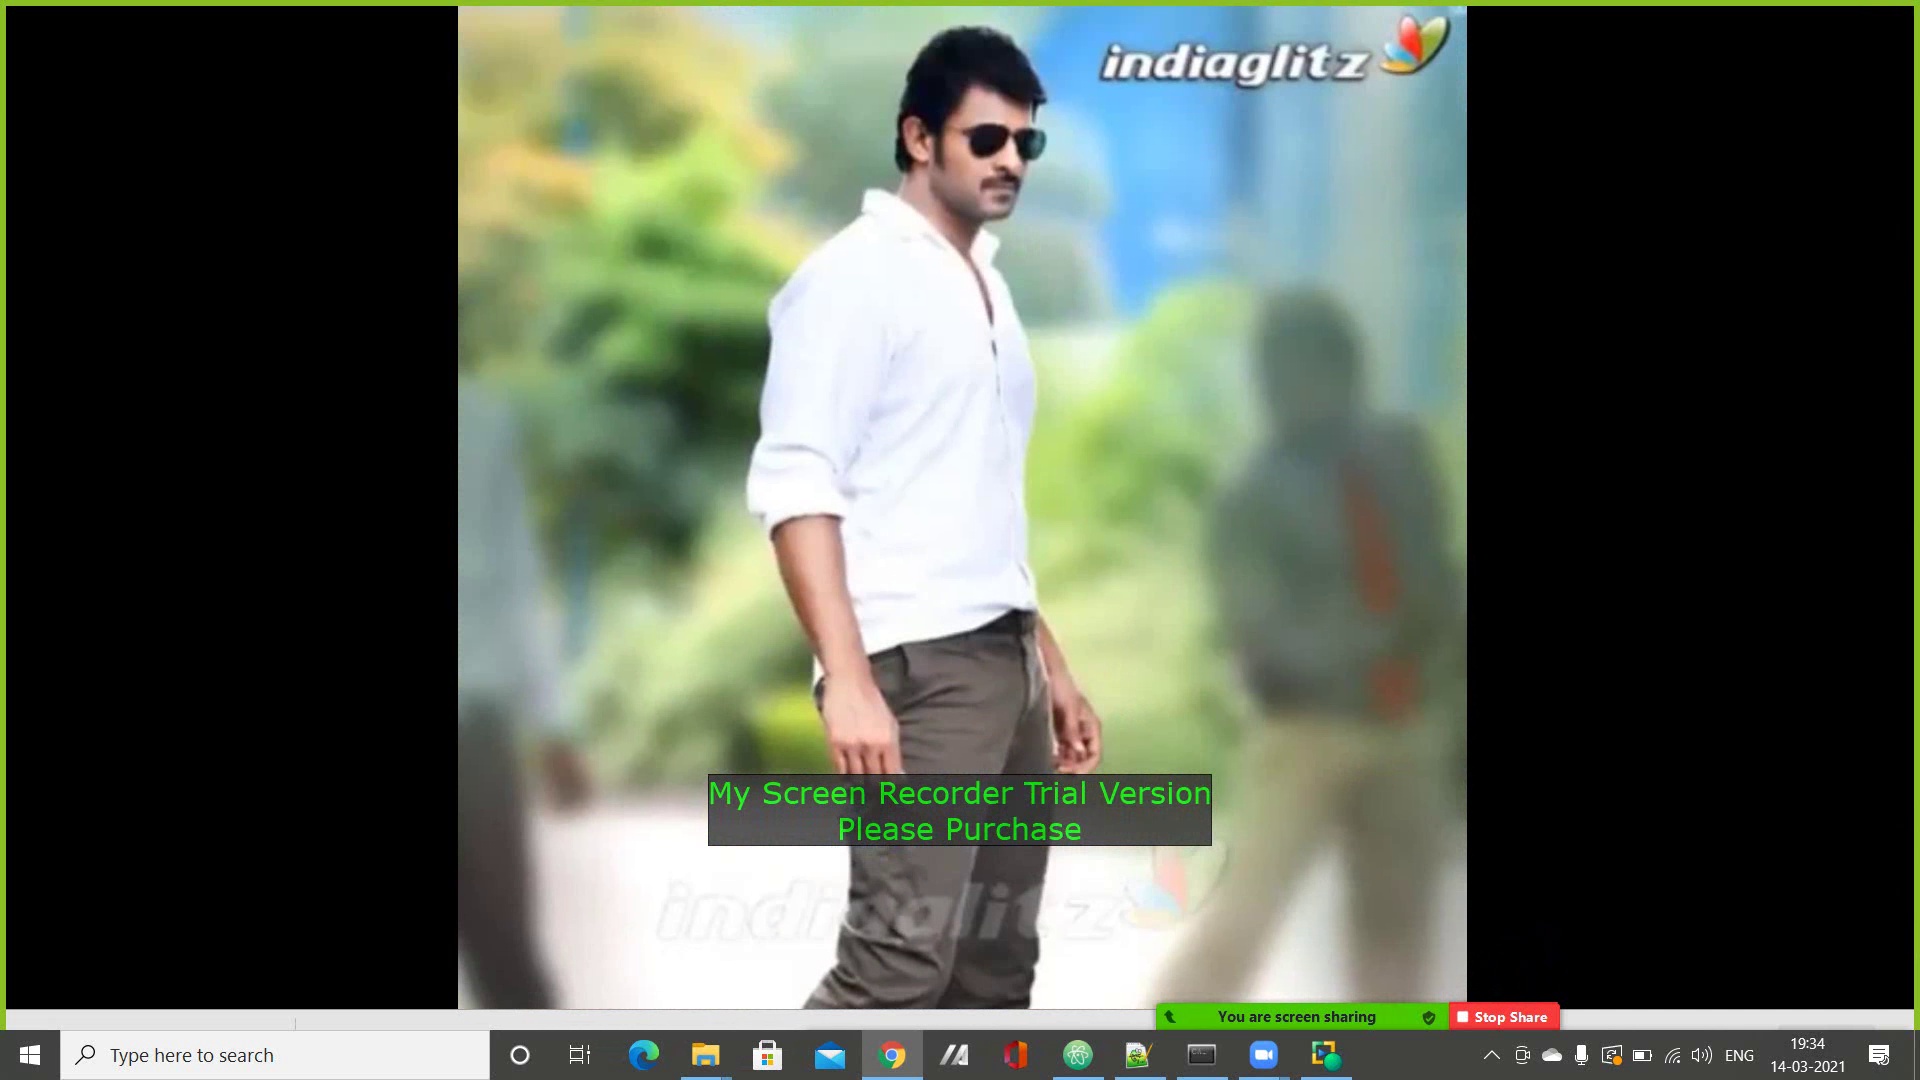 indiaglitz
My Screen Recorder Trial Version
Please Purchase
indiaglitz
You are screen sharing
Stop Share
Type here to search
ENG
19:34
14-03-2021